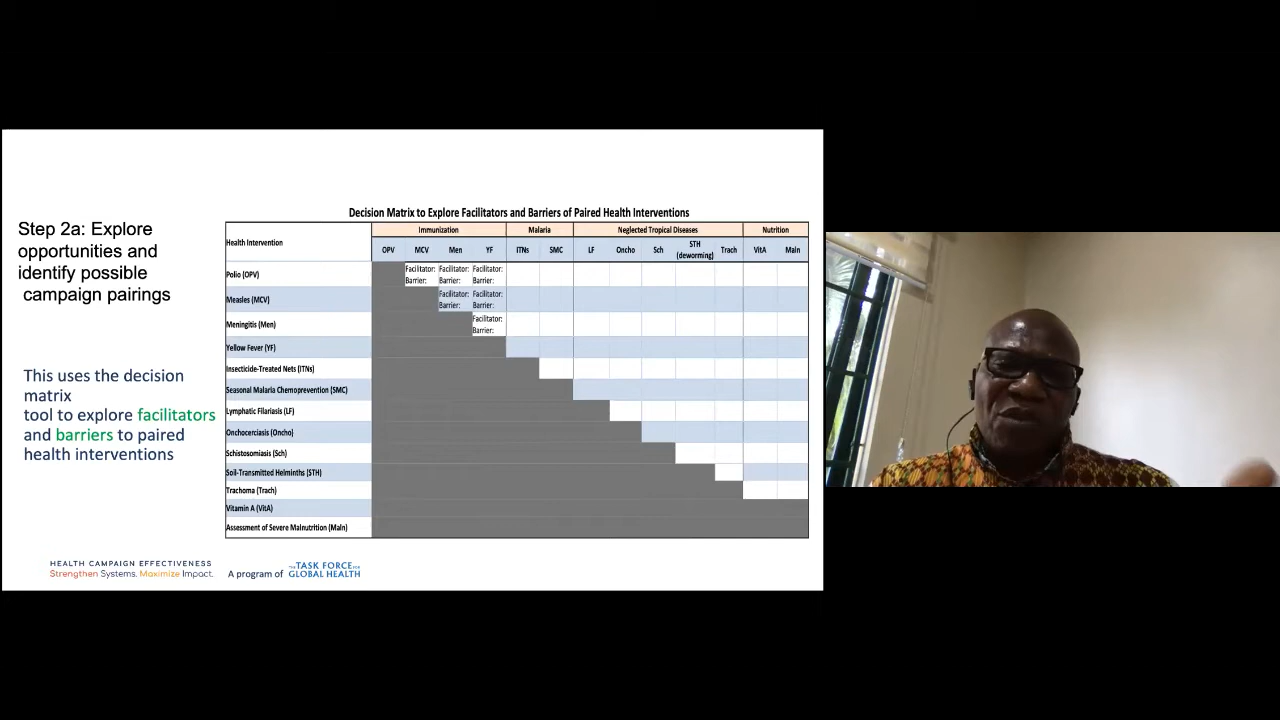 Step 2a: Explore
opportunities and
identify possible
campaign pairings
This uses the decision
matrix
tool to explore facilitators
and barriers to paired
health interventions
Decision Matrix to Explore Facilitators and Barriers of Paired Health Interventions
Health Intervention
Immunization
Malaria
Neglected Tropical Diseases
Nutrition
OPV MCV Men YF ITNs SMC LF Oncho Sch STH (deworming) Trach VitA Main
Polio (OPV)
Facilitator: Facilitator: Facilitator:
Barrier: Barrier: Barrier:
Measles (MCV)
Facilitator: Facilitator:
Barrier: Barrier:
Meningitis (Men)
Facilitator:
Barrier:
Yellow Fever (YF)
Insecticide-Treated Nets (ITNs)
Seasonal Malaria Chemoprevention (SMC)
Lymphatic Filariasis (LF)
Onchocerciasis (Oncho)
Schistosomiasis (Sch)
Soil-Transmitted Helminths (STH)
Trachoma (Trach)
Vitamin A (VitA)
Assessment of Severe Malnutrition (Maln)
HEALTH CAMPAIGN EFFECTIVENESS
Strengthen Systems. Maximize Impact.
A program of
THE TASK FORCE FOR
GLOBAL HEALTH